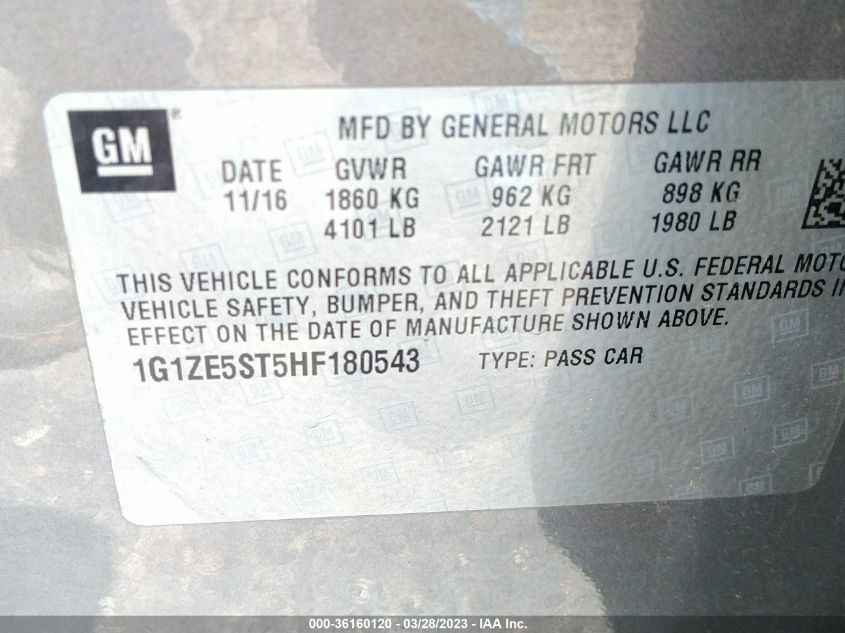 GM
MFD BY GENERAL MOTORS LLC
DATE GVWR GAWR FRT GAWR RR
11/16 1860 KG 962 KG 898 KG
4101 LB 2121 LB 1980 LB
THIS VEHICLE CONFORMS TO ALL APPLICABLE U.S. FEDERAL MOTO
VEHICLE SAFETY, BUMPER, AND THEFT PREVENTION STANDARDS IN
EFFECT ON THE DATE OF MANUFACTURE SHOWN ABOVE.
1G1ZE5ST5HF180543 TYPE: PASS CAR
000-36160120 - 03/28/2023 - IAA Inc.